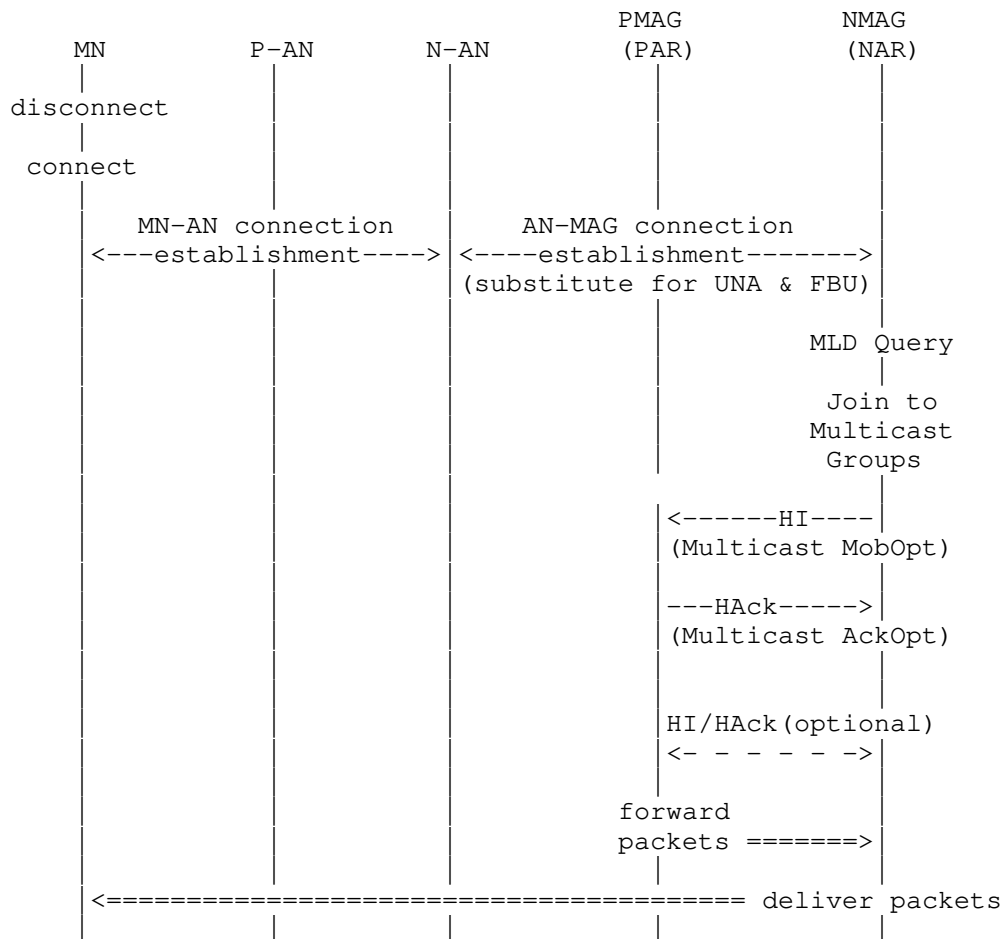 PMAG NMAG
MN P-AN N-AN (PAR) (NAR)
disconnect
connect
MN-AN connection AN-MAG connection
<---establishment----> <----establishment------->
(substitute for UNA & FBU)
MLD Query
Join to
Multicast
Groups
<------HI----
(Multicast MobOpt)
---HAck----->
(Multicast AckOpt)
HI/HAck(optional)
<- - - - - ->
forward
packets =======>
<======================================== deliver packets